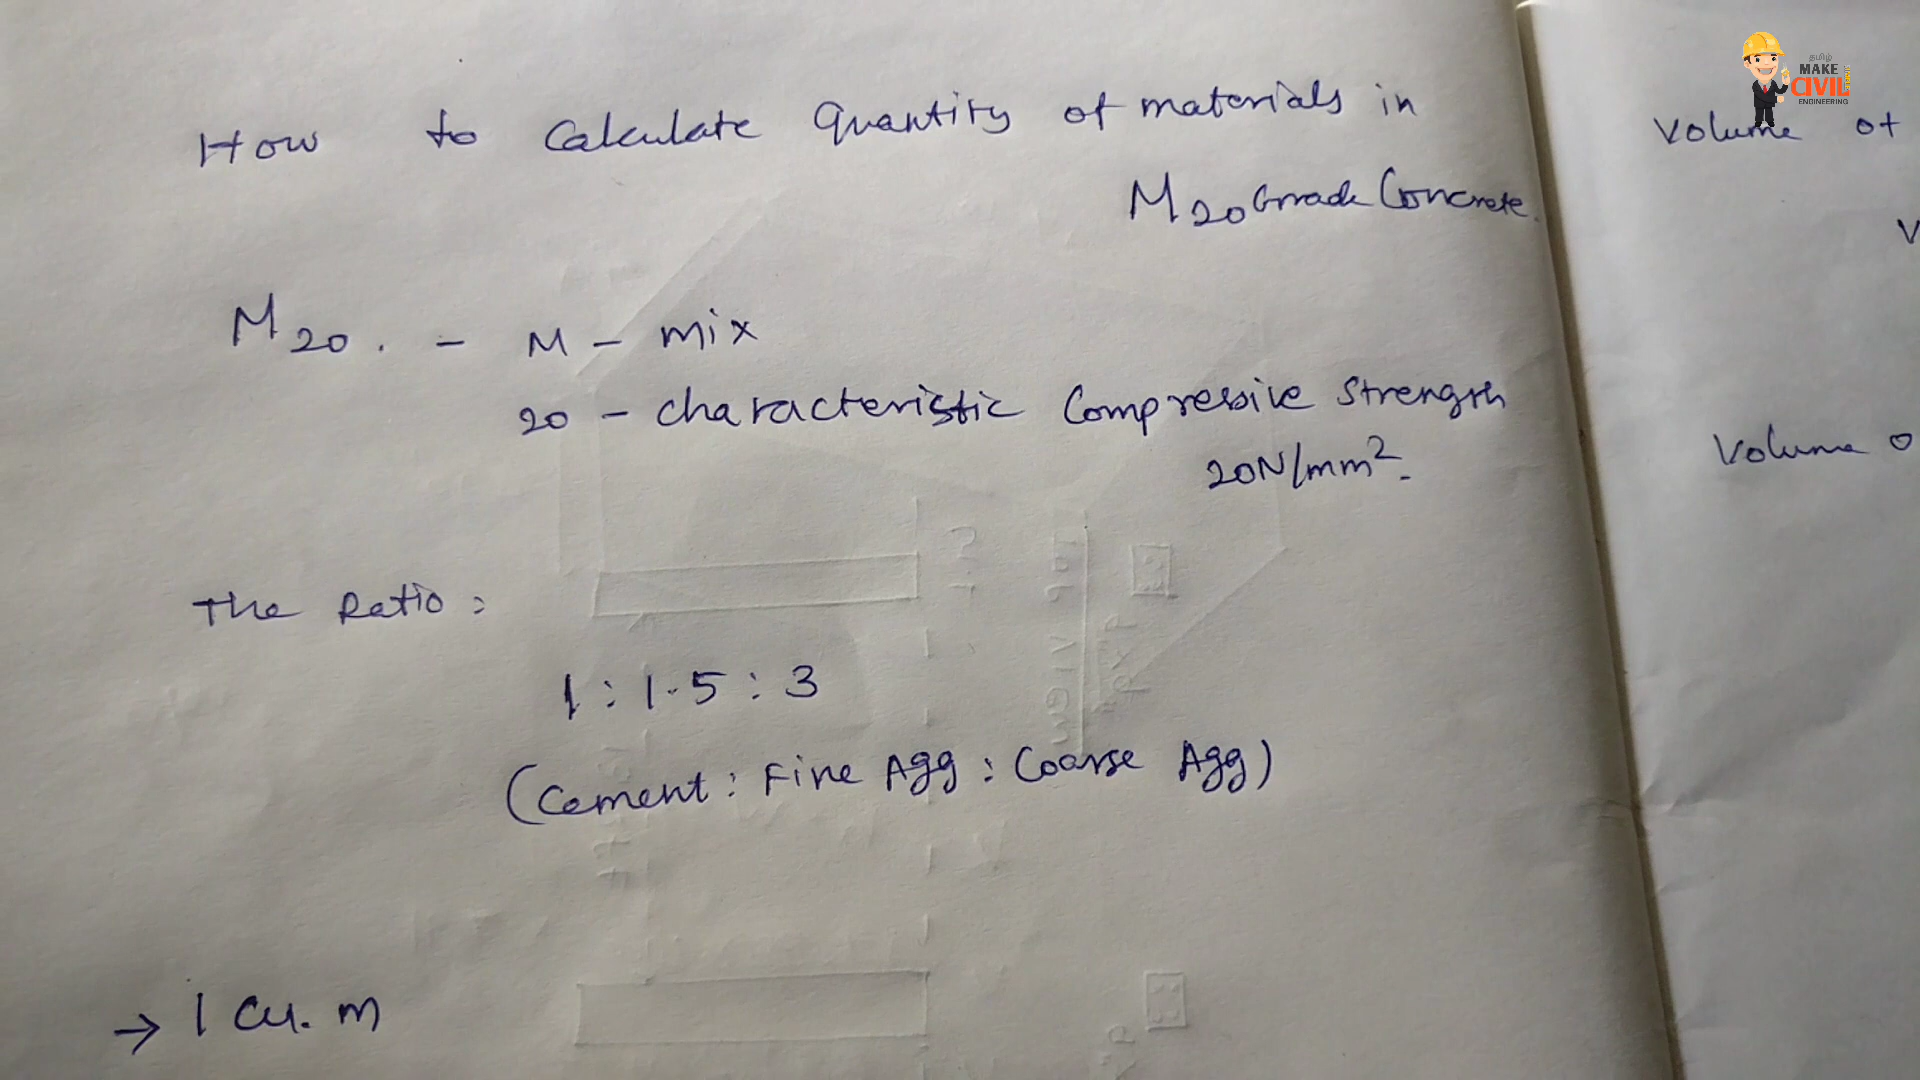 How to Calculate Quantity of materials in
M20 Grade Concrete.
M20. - M - mix
20 - characteristic Compressive Strength
20N/mm².
The Ratio:
1 : 1.5 : 3
(Cement : Fine Agg : Coarse Agg)
→ 1 Cu. m
Volume of
V
Volume o
தமிழ்
MAKE
CIVIL
ENGINEERING